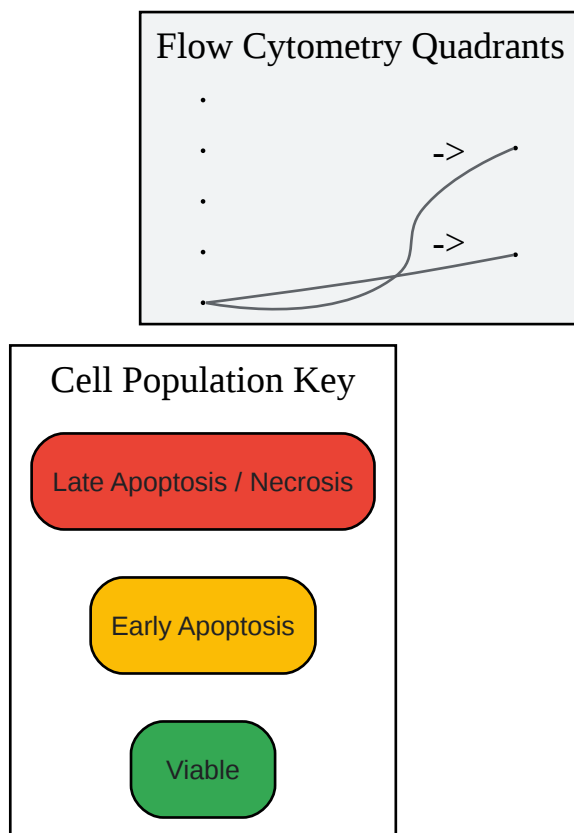 Flow Cytometry Quadrants
->
->
Cell Population Key
Late Apoptosis / Necrosis
Early Apoptosis
Viable